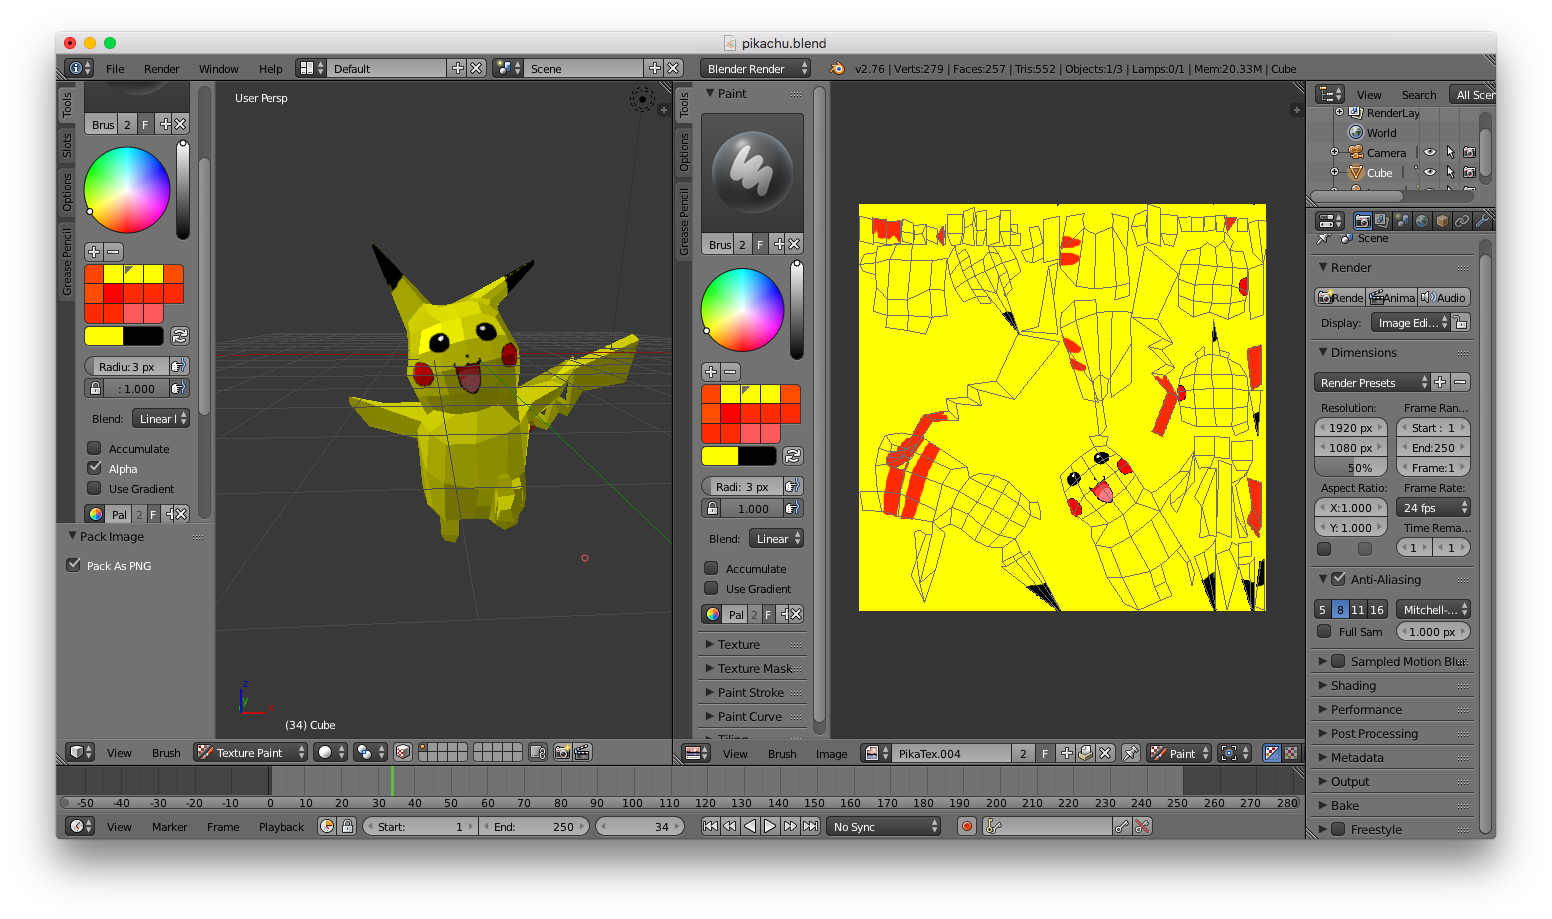 pikachu.blend
File Render Window Help Default Scene Blender Render v2.76 | Verts:279 | Faces:257 | Tris:552 | Objects:1/3 | Lamps:0/1 | Mem:20.33M | Cube
Tools
Slots
Options
Grease Pencil
Brus 2 F
Radiu: 3 px
: 1.000
Blend: Linear
Accumulate
Alpha
Use Gradient
Pal 2 F
Pack Image
Pack As PNG
User Persp
z
y
x
(34) Cube
View Brush Texture Paint
Tools
Options
Grease Pencil
Paint
Brus 2 F
Radi: 3 px
1.000
Blend: Linear
Accumulate
Use Gradient
Pal 2 F
Texture
Texture Mask
Paint Stroke
Paint Curve
Tiling
View Brush Image PikaTex.004 2 F Paint
View Search All Scer
RenderLay
World
Camera
Cube
Scene
Render
Rende Anima Audio
Display: Image Edi...
Dimensions
Render Presets
Resolution: Frame Ran...
1920 px Start : 1
1080 px End:250
50% Frame:1
Aspect Ratio: Frame Rate:
X:1.000 24 fps
Y: 1.000 Time Rema...
1 1
Anti-Aliasing
5 8 11 16 Mitchell-...
Full Sam 1.000 px
Sampled Motion Blur
Shading
Performance
Post Processing
Metadata
Output
Bake
Freestyle
-50 -40 -30 -20 -10 0 10 20 30 40 50 60 70 80 90 100 110 120 130 140 150 160 170 180 190 200 210 220 230 240 250 260 270 280
View Marker Frame Playback Start: 1 End: 250 34 No Sync